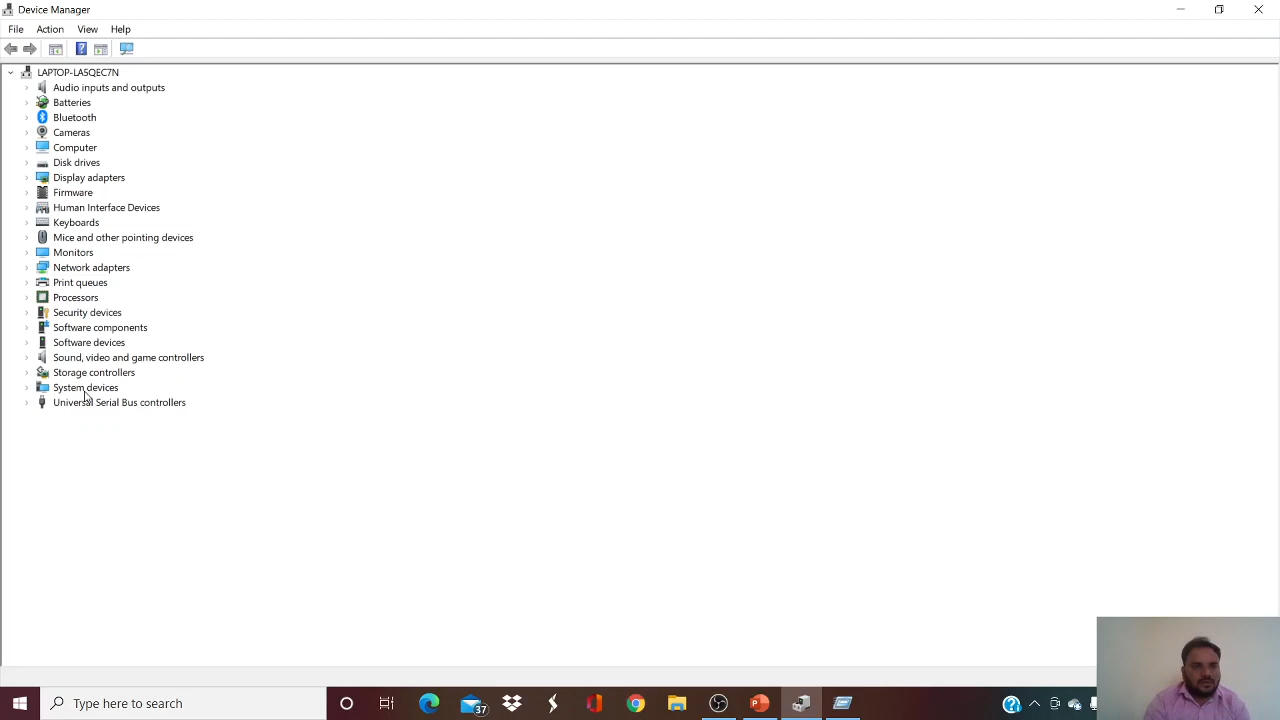 Device Manager
File Action View Help
LAPTOP-LA5QEC7N
Audio inputs and outputs
Batteries
Bluetooth
Cameras
Computer
Disk drives
Display adapters
Firmware
Human Interface Devices
Keyboards
Mice and other pointing devices
Monitors
Network adapters
Print queues
Processors
Security devices
Software components
Software devices
Sound, video and game controllers
Storage controllers
System devices
Universal Serial Bus controllers
Type here to search
37